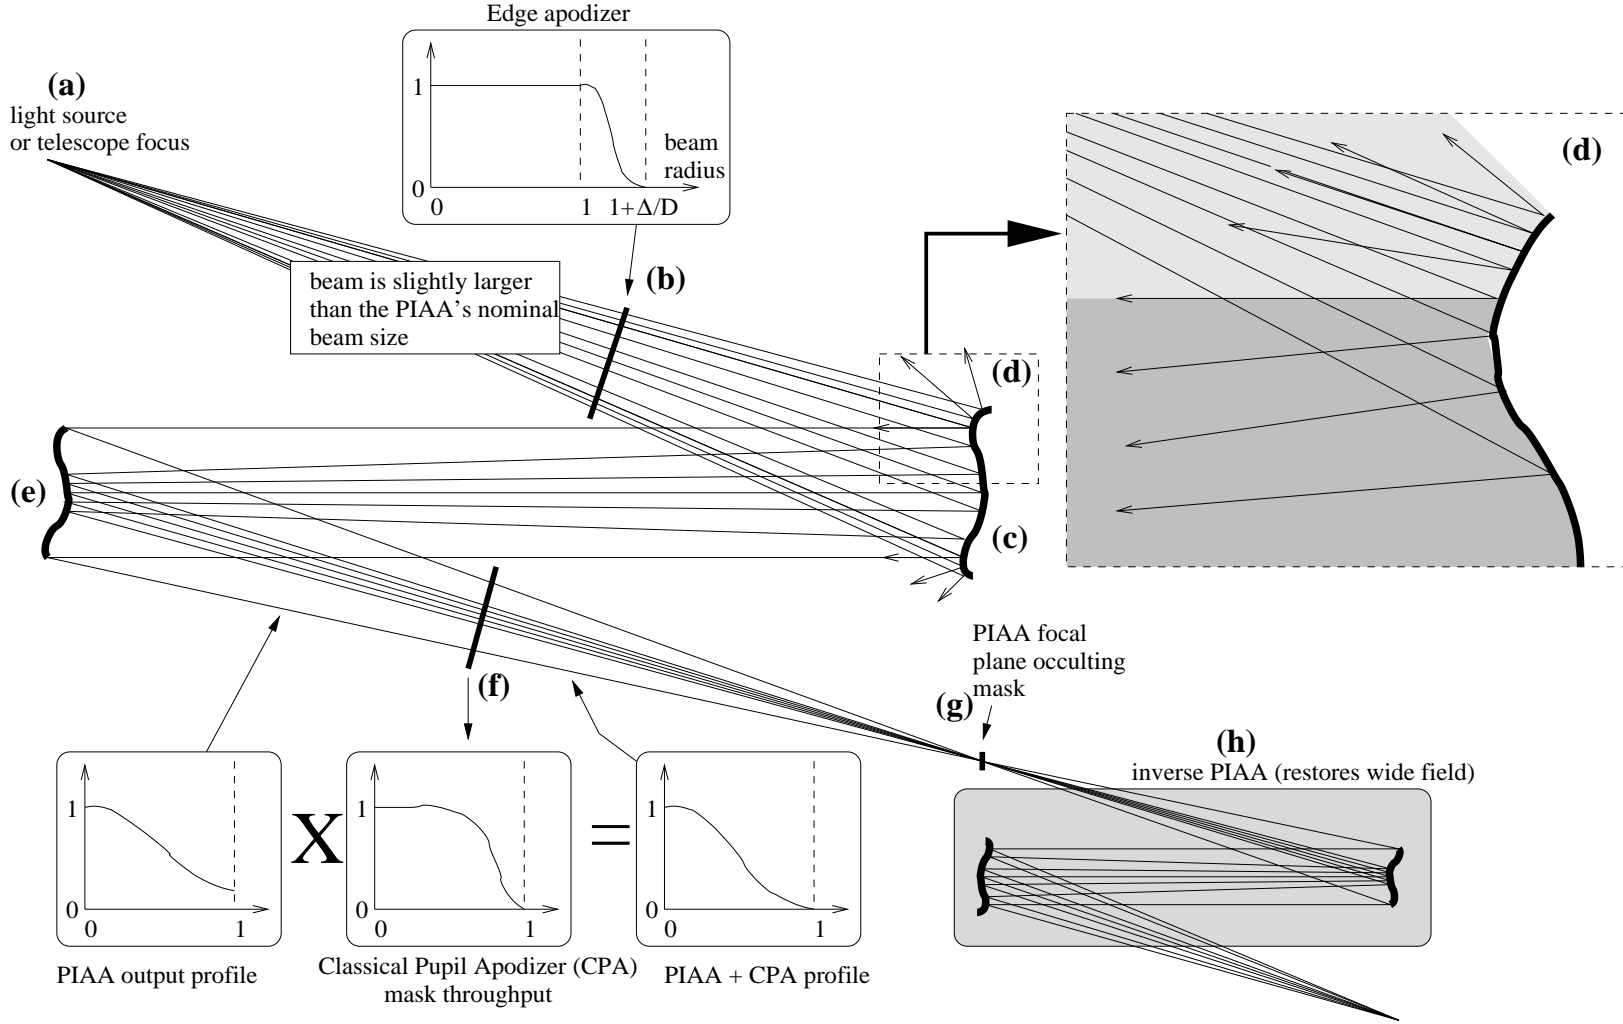 Edge apodizer
1
0
0
1
1+Δ/D
beam
radius
(a)
light source
or telescope focus
(b)
beam is slightly larger
than the PIAA's nominal
beam size
(d)
(d)
(e)
(c)
(f)
PIAA focal
plane occulting
mask
(g)
(h)
inverse PIAA (restores wide field)
1
0
0
1
X
1
0
0
1
=
1
0
0
1
PIAA output profile
Classical Pupil Apodizer (CPA)
mask throughput
PIAA + CPA profile